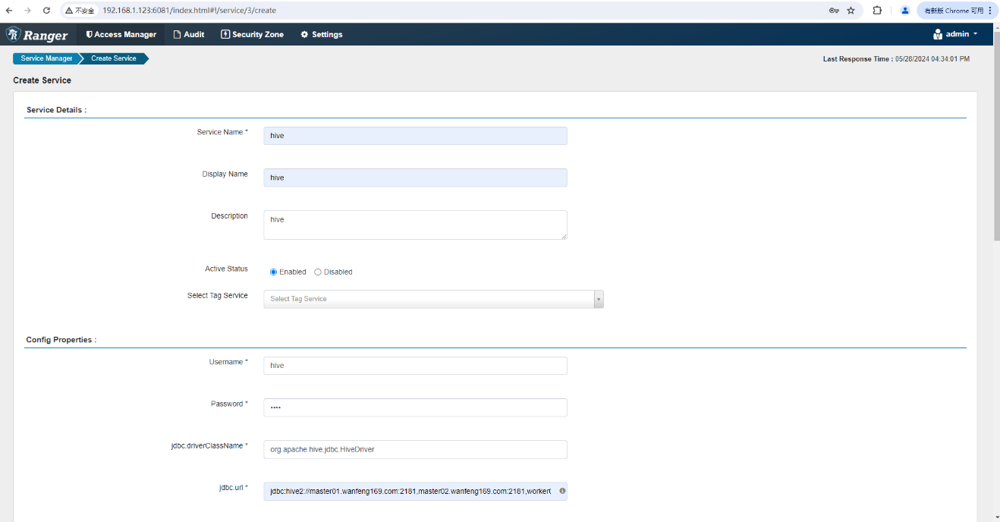 不安全
192.168.1.123:6081/index.html#!/service/3/create
有新版 Chrome 可用
Ranger
Access Manager
Audit
Security Zone
Settings
admin
Service Manager
Create Service
Last Response Time : 05/28/2024 04:34:01 PM
Create Service
Service Details :
Service Name *
hive
Display Name
hive
Description
hive
Active Status
Enabled
Disabled
Select Tag Service
Select Tag Service
Config Properties :
Username *
hive
Password *
••••
jdbc.driverClassName *
org.apache.hive.jdbc.HiveDriver
jdbc.url *
jdbc:hive2://master01.wanfeng169.com:2181,master02.wanfeng169.com:2181,worker